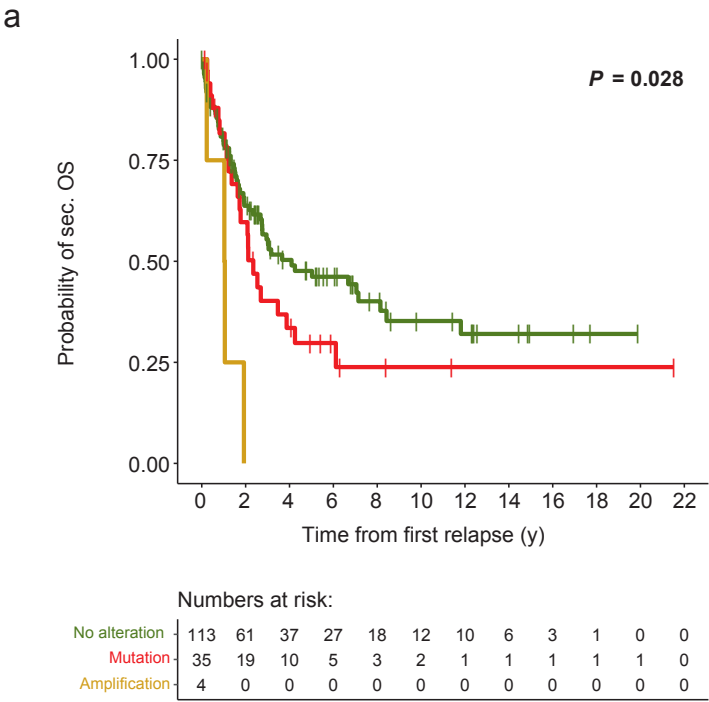 a
P = 0.028
Probability of sec. OS
1.00
0.75
0.50
0.25
0.00
0 2 4 6 8 10 12 14 16 18 20 22
Time from first relapse (y)
Numbers at risk:
No alteration 113 61 37 27 18 12 10 6 3 1 0 0
Mutation 35 19 10 5 3 2 1 1 1 1 1 0
Amplification 4 0 0 0 0 0 0 0 0 0 0 0